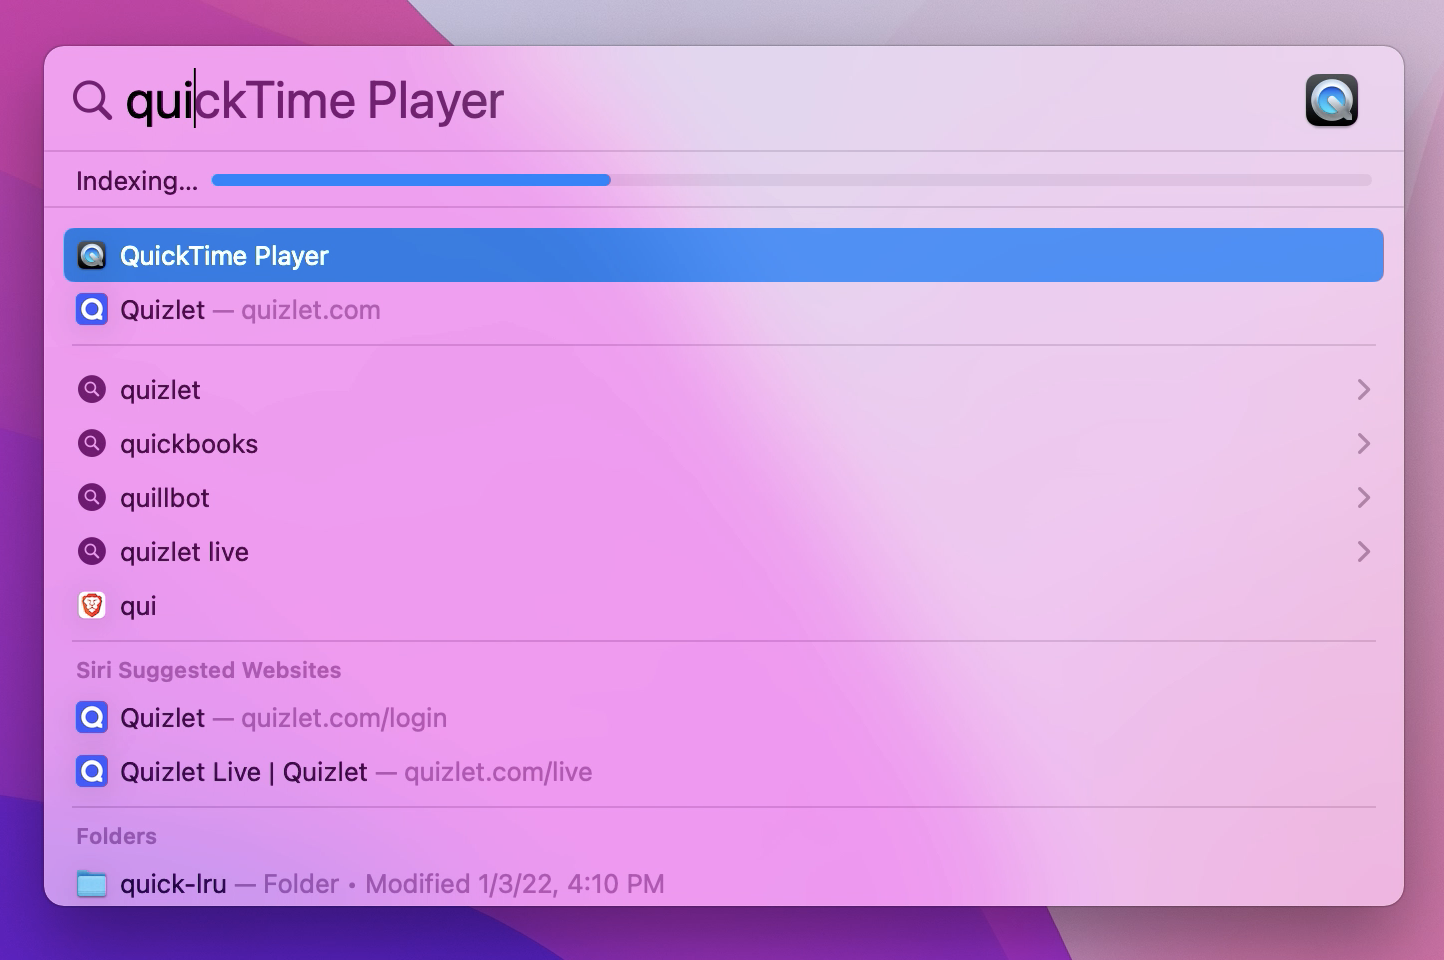 quickTime Player
Indexing...
QuickTime Player
Quizlet — quizlet.com
quizlet
quickbooks
quillbot
quizlet live
qui
Siri Suggested Websites
Quizlet — quizlet.com/login
Quizlet Live | Quizlet — quizlet.com/live
Folders
quick-lru — Folder • Modified 1/3/22, 4:10 PM